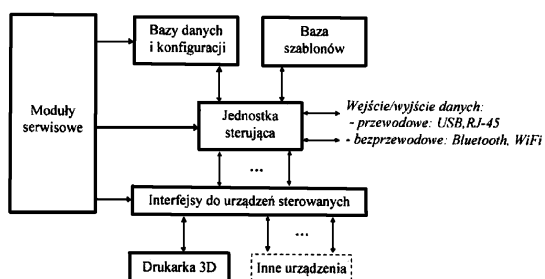 Bazy danych
i konfiguracji
Baza
szablonów
Moduły
serwisowe
Jednostka
sterująca
Wejście/wyjście danych:
- przewodowe: USB,RJ-45
- bezprzewodowe: Bluetooth, WiFi
...
Interfejsy do urządzeń sterowanych
...
Drukarka 3D
Inne urządzenia